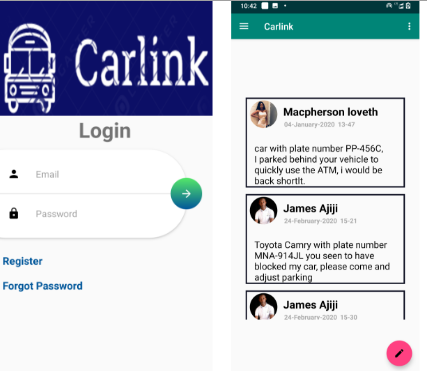 Carlink
Login
Email
Password
Register
Forgot Password
10:42
Carlink
Macpherson loveth
04-January-2020 13-47
car with plate number PP-456C,
I parked behind your vehicle to
quickly use the ATM, i would be
back shortlt.
James Ajiji
24-February-2020 15-21
Toyota Camry with plate number
MNA-914JL you seen to have
blocked my car, please come and
adjust parking
James Ajiji
24-February-2020 15-30